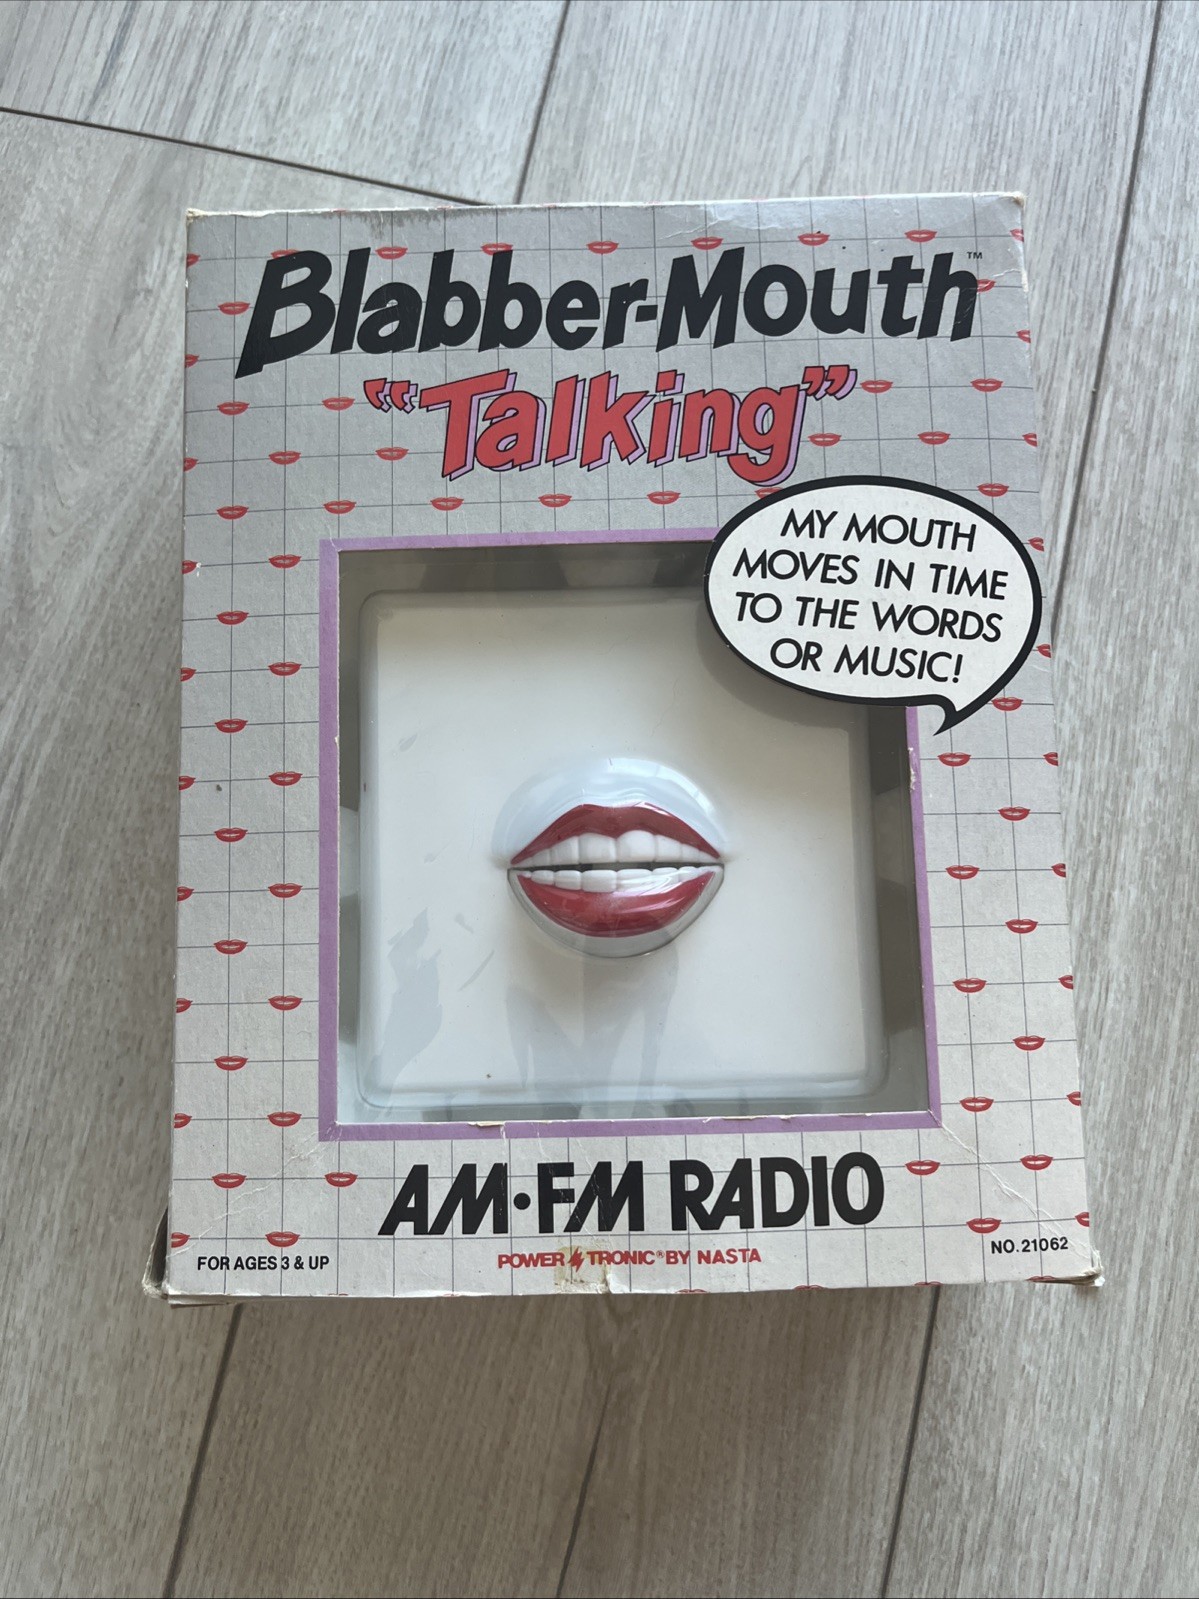 Blabber-Mouth™
"Talking"
MY MOUTH
MOVES IN TIME
TO THE WORDS
OR MUSIC!
AM·FM RADIO
FOR AGES 3 & UP
POWER TRONIC® BY NASTA
NO. 21062